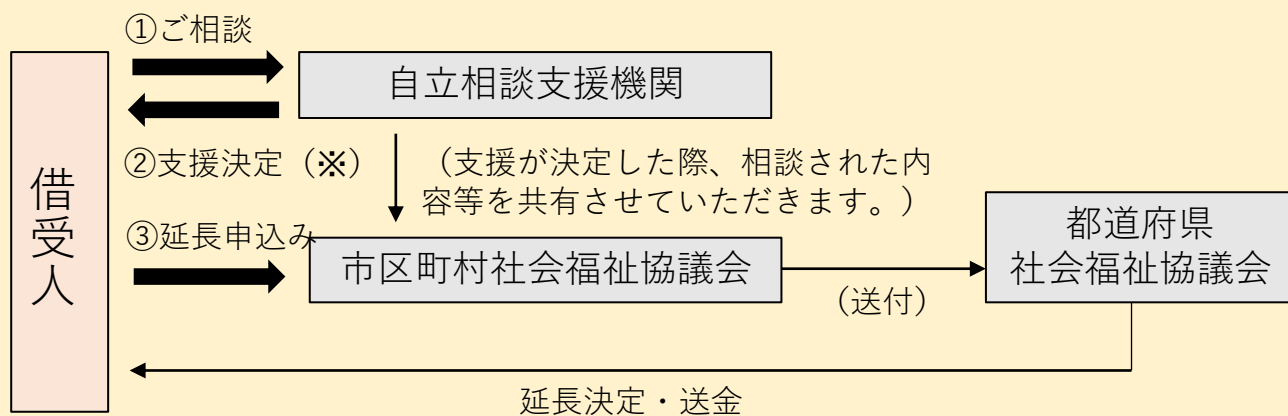 ①ご相談
自立相談支援機関
②支援決定（※）
（支援が決定した際、相談された内
容等を共有させていただきます。）
借受人
③延長申込み
市区町村社会福祉協議会
（送付）
都道府県
社会福祉協議会
延長決定・送金